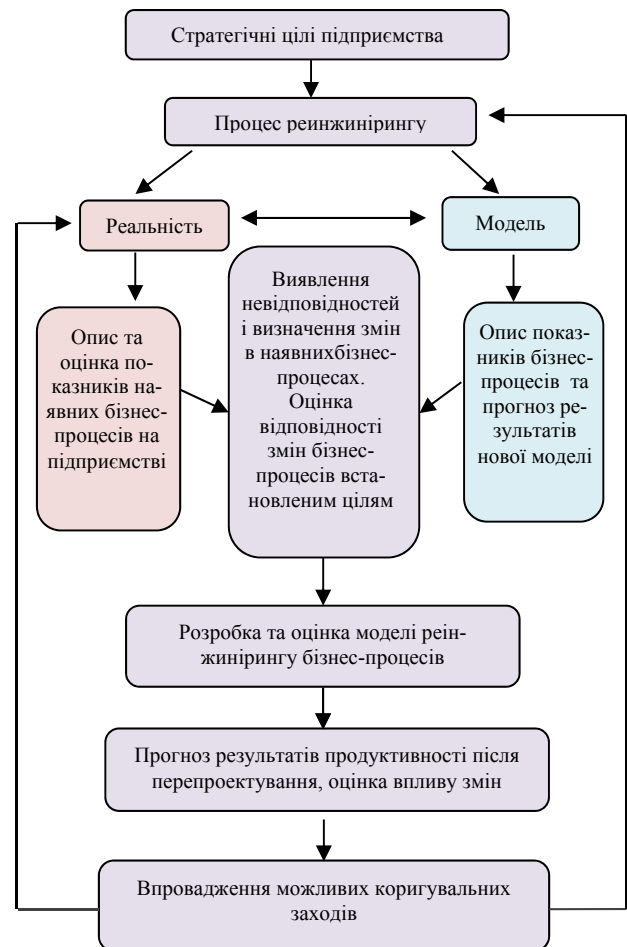 Стратегічні цілі підприємства
Процес реинжинірингу
Реальність
Модель
Опис та
оцінка по-
казників на-
явних бізнес-
процесів на
підприємстві
Виявлення
невідповідностей
і визначення змін
в наявнихбізнес-
процесах.
Оцінка
відповідності
змін бізнес-
процесів вста-
новленим цілям
Опис показ-
ників бізнес-
процесів та
прогноз ре-
зультатів
нової моделі
Розробка та оцінка моделі реін-
жинірингу бізнес-процесів
Прогноз результатів продуктивності після
перепроектування, оцінка впливу змін
Впровадження можливих коригувальних
заходів